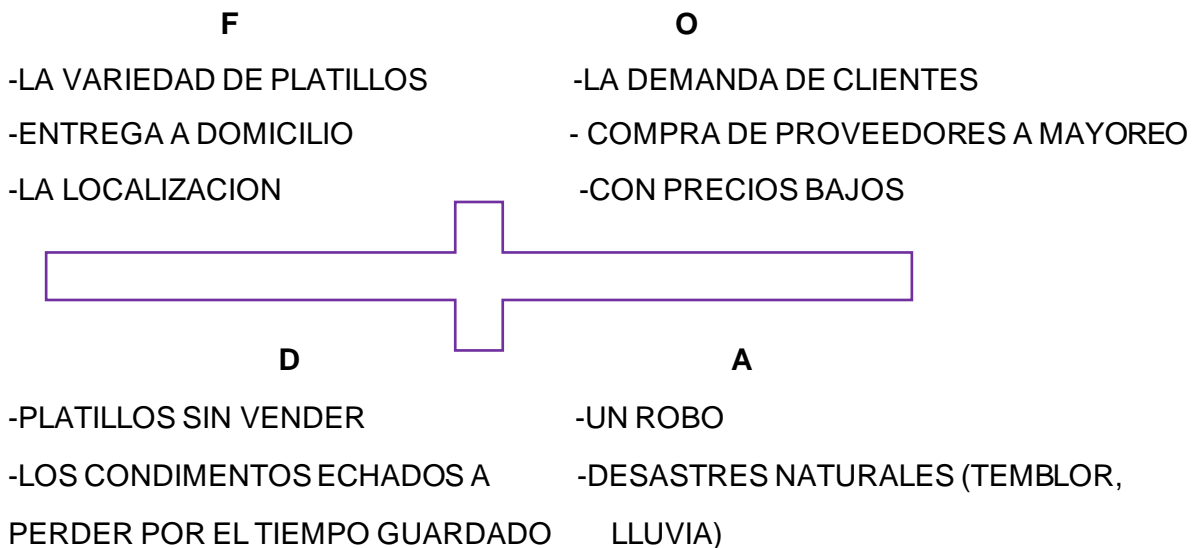 F
O
-LA VARIEDAD DE PLATILLOS
-LA DEMANDA DE CLIENTES
-ENTREGA A DOMICILIO
- COMPRA DE PROVEEDORES A MAYOREO
-LA LOCALIZACION
-CON PRECIOS BAJOS
D
A
-PLATILLOS SIN VENDER
-UN ROBO
-LOS CONDIMENTOS ECHADOS A
-DESASTRES NATURALES (TEMBLOR,
PERDER POR EL TIEMPO GUARDADO
LLUVIA)